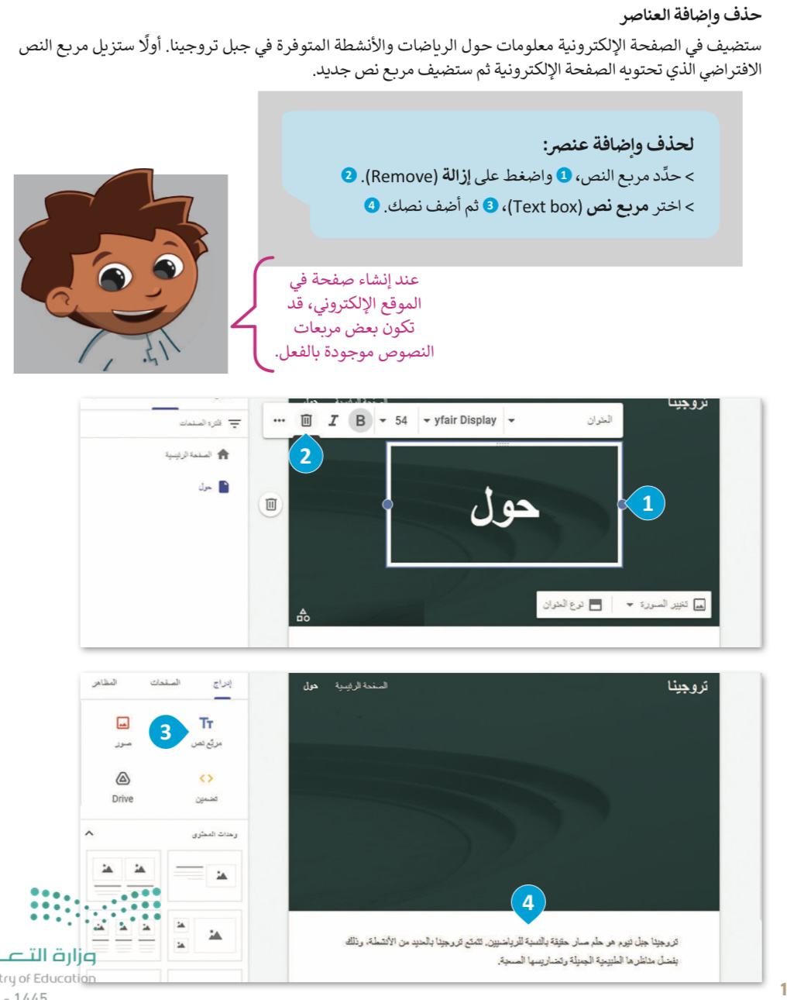 حذف وإضافة العناصر
ستضيف في الصفحة الإلكترونية معلومات حول الرياضات والأنشطة المتوفرة في جبل تروجينا. أولًا ستزيل مربع النص
الافتراضي الذي تحتويه الصفحة الإلكترونية ثم ستضيف مربع نص جديد.
لحذف وإضافة عنصر:
> حدِّد مربع النص، 1 واضغط على إزالة (Remove). 2
> اختر مربع نص (Text box)، 3 ثم أضف نصك. 4
عند إنشاء صفحة في
الموقع الإلكتروني، قد
تكون بعض مربعات
النصوص موجودة بالفعل.
تروجينا
العنوان
yfair Display
54
B
I
2
الصفحة الرئيسية
حول
حول
1
تغيير الصورة
نوع العنوان
تروجينا
الصفحة الرئيسية
حول
إدراج
الصفحات
المظاهر
3
Tт
مربّع نص
صور
تضمين
Drive
وحدات المحتوى
4
تروجينا جبل نيوم هو حلم صار حقيقة بالنسبة للرياضيين. تتمتع تروجينا بالعديد من الأنشطة، وذلك
بفضل مناظرها الطبيعية الجميلة وتضاريسها الصعبة.
وزارة التعـ
try of Education
- 1445
1